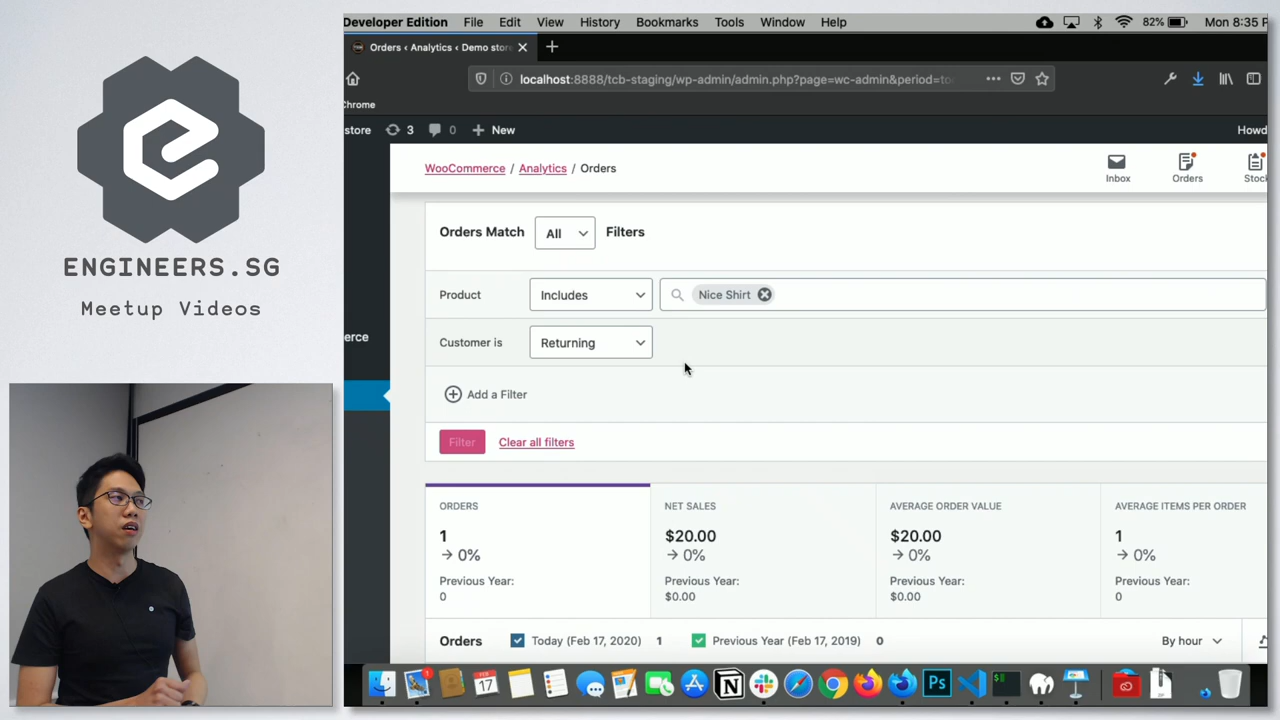 ENGINEERS.SG
Meetup Videos
Developer Edition File Edit View History Bookmarks Tools Window Help 82% Mon 8:35
Orders ‹ Analytics ‹ Demo store
localhost:8888/tcb-staging/wp-admin/admin.php?page=wc-admin&period=to
Chrome
store 3 0 New Howd
WooCommerce / Analytics / Orders
Inbox Orders Stoc
Orders Match All Filters
Product Includes Nice Shirt
erce
Customer is Returning
Add a Filter
Filter Clear all filters
ORDERS NET SALES AVERAGE ORDER VALUE AVERAGE ITEMS PER ORDER
1 $20.00 $20.00 1
→ 0% → 0% → 0% → 0%
Previous Year: Previous Year: Previous Year: Previous Year:
0 $0.00 $0.00 0
Orders Today (Feb 17, 2020) 1 Previous Year (Feb 17, 2019) 0 By hour
FEB
17
Ps